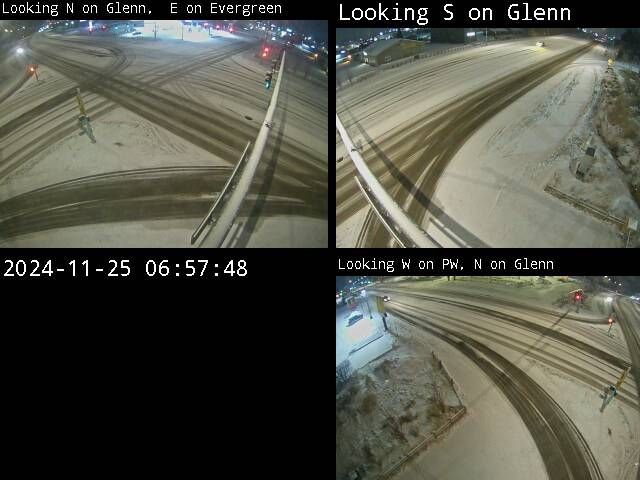 Looking N on Glenn, E on Evergreen
Looking S on Glenn
2024-11-25 06:57:48
Looking W on PW, N on Glenn